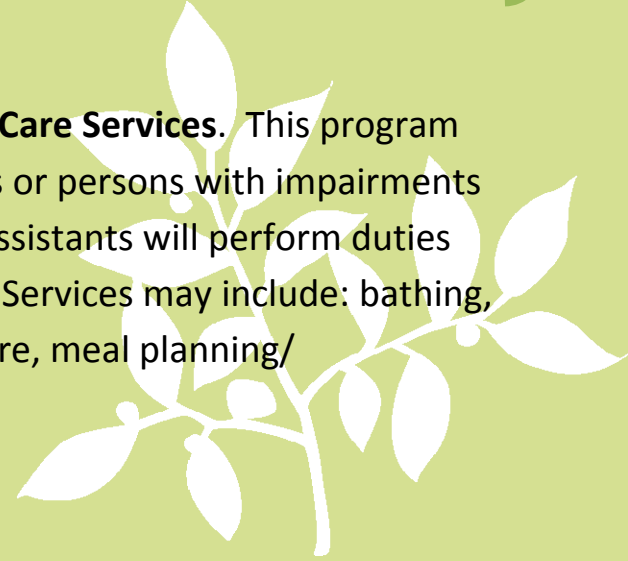 Care Services. This program
s or persons with impairments
ssistants will perform duties
Services may include: bathing,
re, meal planning/